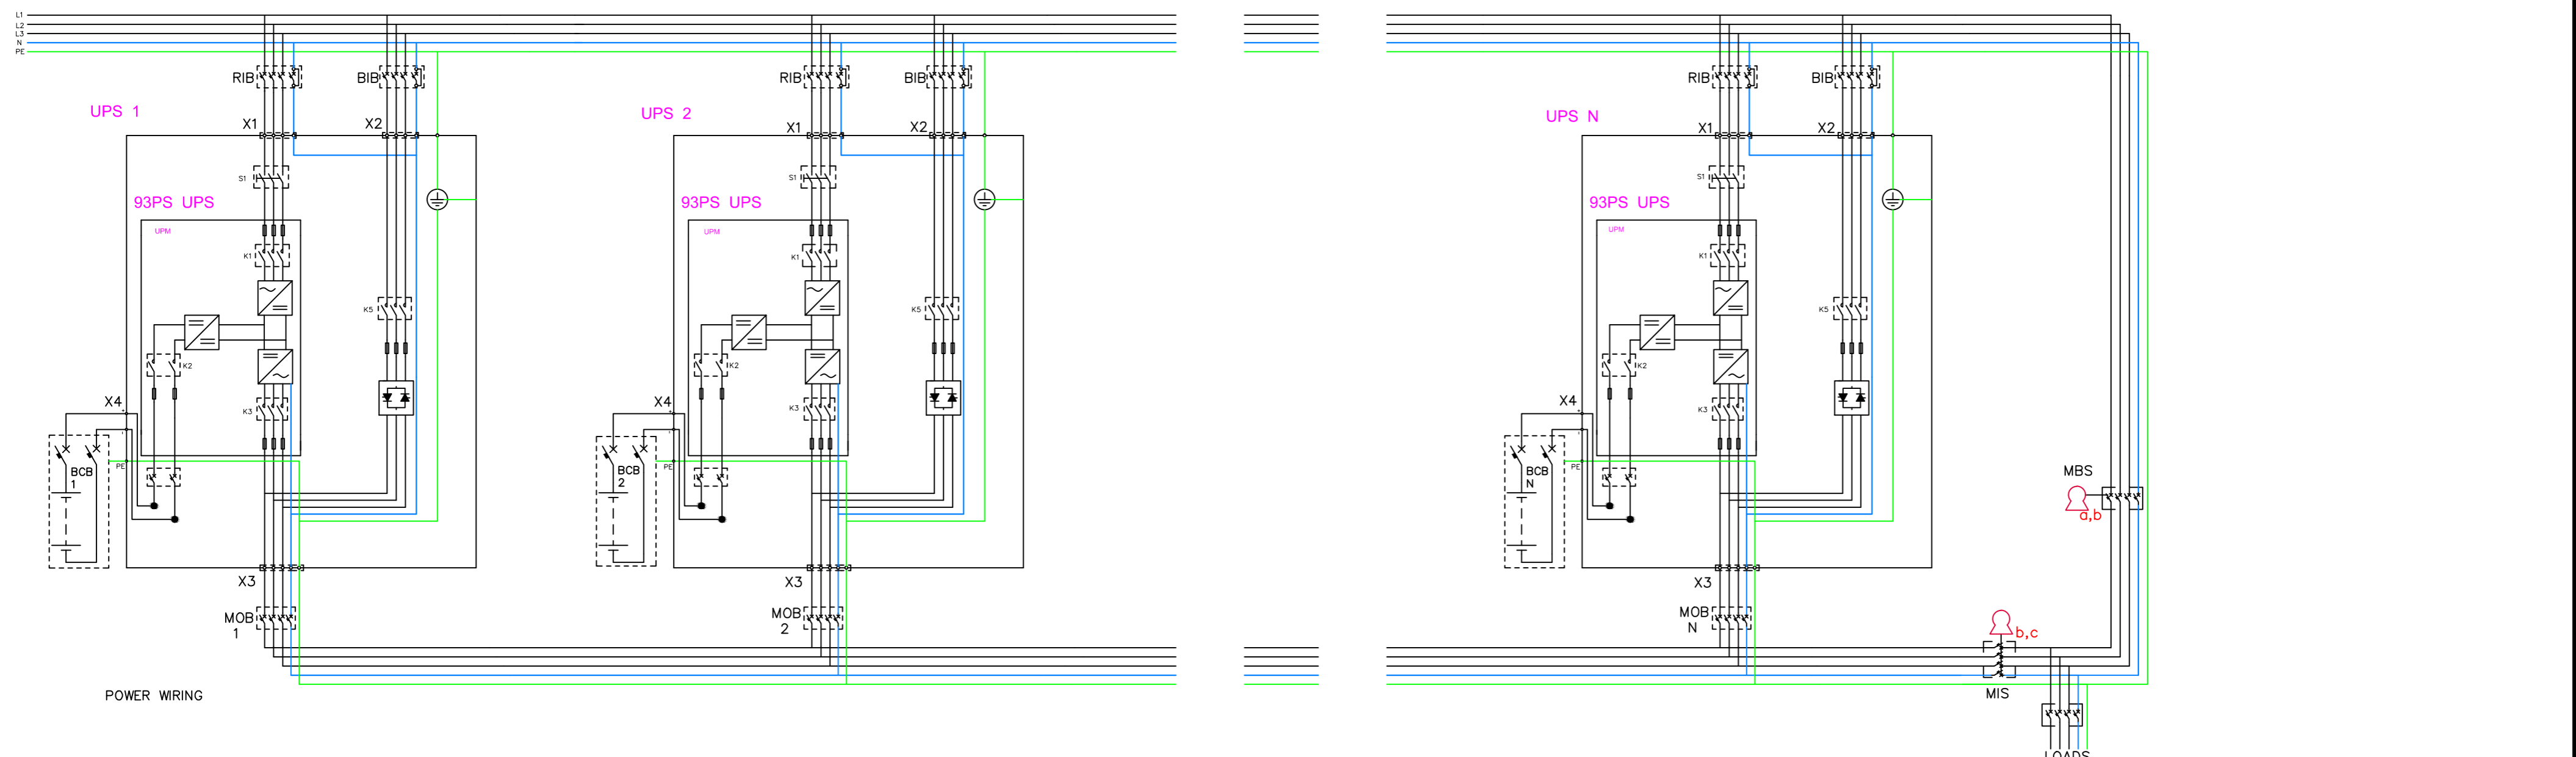 L1
L2
L3
N
PE
RIB
BIB
RIB
BIB
RIB
BIB
UPS 1
UPS 2
UPS N
X1
X2
X1
X2
X1
X2
S1
S1
S1
93PS UPS
93PS UPS
93PS UPS
UPM
UPM
UPM
K1
K1
K1
K5
K5
K5
K2
K2
K2
X4
X4
X4
K3
K3
K3
+
-
+
-
+
-
PE
PE
PE
BCB
1
BCB
2
BCB
N
MBS
a,b
X3
X3
X3
MOB
1
MOB
2
MOB
N
b,c
MIS
POWER WIRING
LOADS